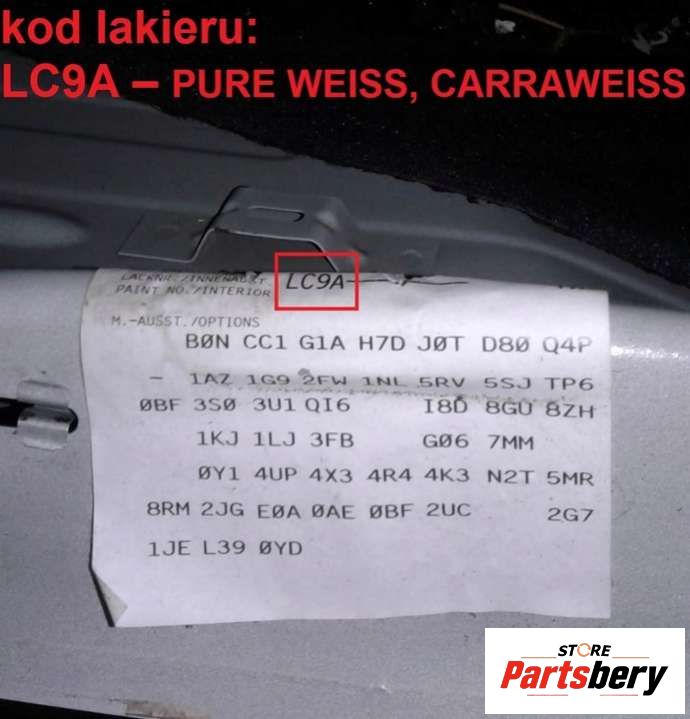 kod lakieru:
LC9A – PURE WEISS, CARRAWEISS
LACKNR./INNENAUSST. LC9A
PAINT NO./INTERIOR
M.-AUSST./OPTIONS
BØN CC1 G1A H7D JØT D8Ø Q4P
- 1AZ 1G9 2FW 1NL 5RV 5SJ TP6
ØBF 3SØ 3U1 QI6 I8D 8GU 8ZH
1KJ 1LJ 3FB GØ6 7MM
ØY1 4UP 4X3 4R4 4K3 N2T 5MR
8RM 2JG EØA ØAE ØBF 2UC 2G7
1JE L39 ØYD
STORE
Partsbery